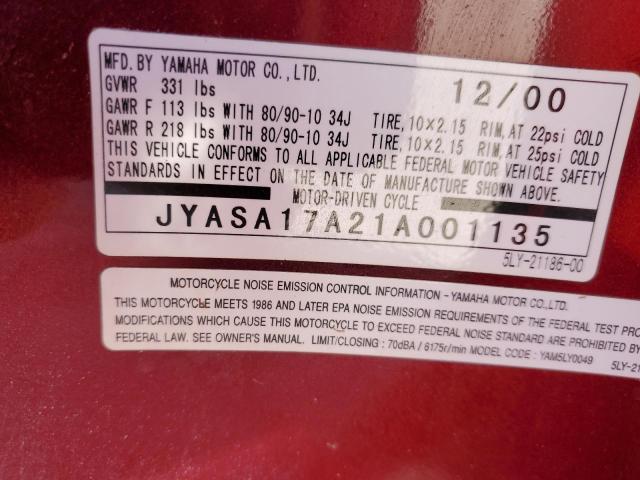 MFD. BY YAMAHA MOTOR CO., LTD.
GVWR 331 lbs 12/00
GAWR F 113 lbs WITH 80/90-10 34J TIRE, 10×2.15 RIM, AT 22psi COLD
GAWR R 218 lbs WITH 80/90-10 34J TIRE, 10×2.15 RIM, AT 25psi COLD
THIS VEHICLE CONFORMS TO ALL APPLICABLE FEDERAL MOTOR VEHICLE SAFETY
STANDARDS IN EFFECT ON THE DATE OF MANUFACTURE SHOWN ABOVE.
MOTOR-DRIVEN CYCLE
JYASA17A21A001135
5LY-21186-00
MOTORCYCLE NOISE EMISSION CONTROL INFORMATION - YAMAHA MOTOR CO.,LTD.
THIS MOTORCYCLE MEETS 1986 AND LATER EPA NOISE EMISSION REQUIREMENTS OF THE FEDERAL TEST PRO
MODIFICATIONS WHICH CAUSE THIS MOTORCYCLE TO EXCEED FEDERAL NOISE STANDARD ARE PROHIBITED BY
FEDERAL LAW. SEE OWNER'S MANUAL. LIMIT/CLOSING : 70dBA / 6175r/min MODEL CODE : YAM5LY0049
5LY-21